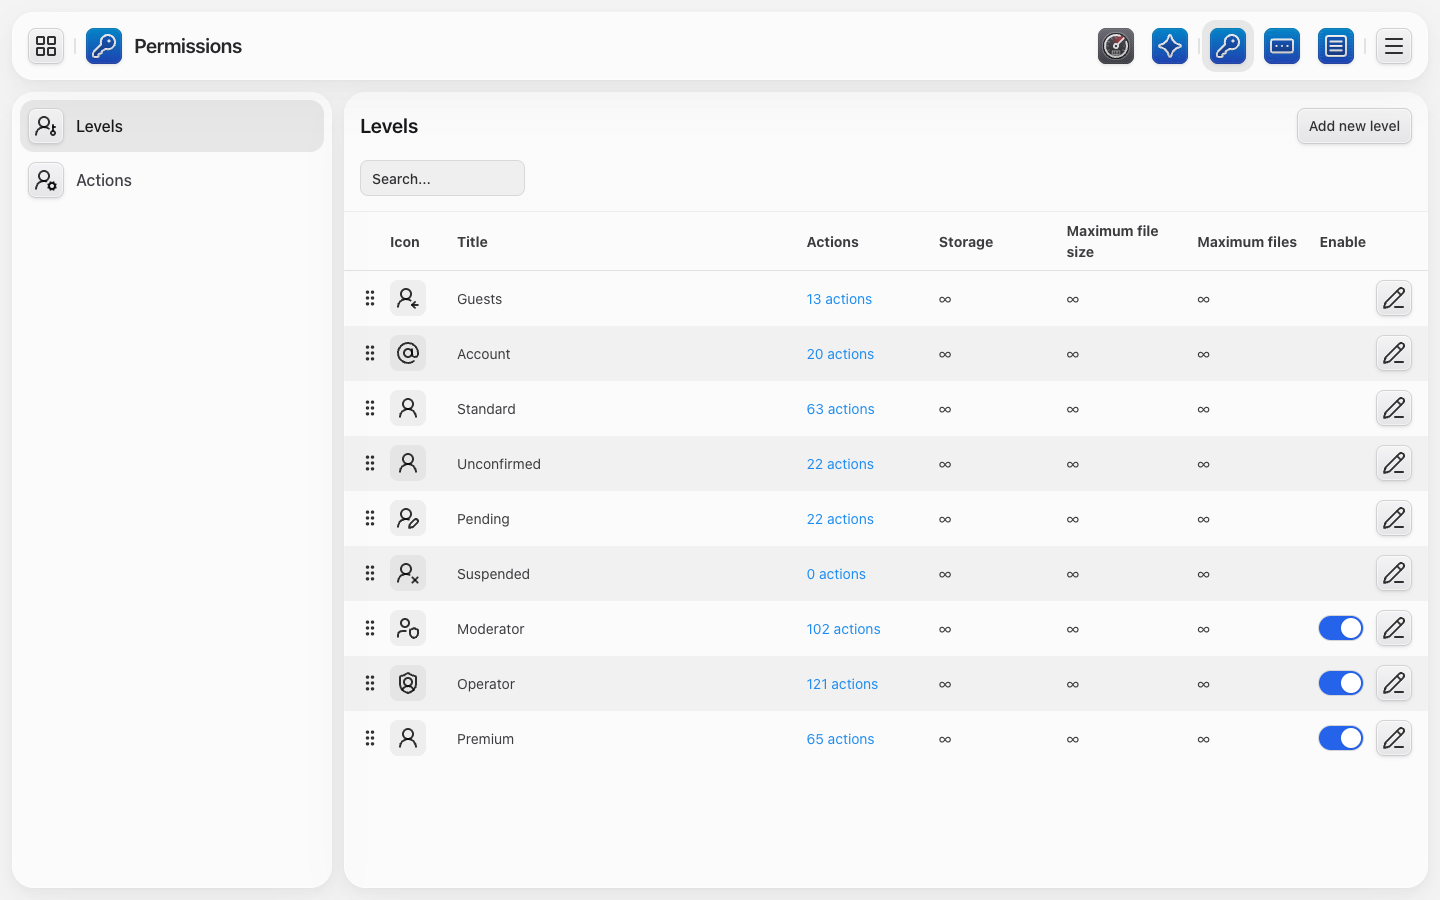 Permissions
Levels
Actions
Levels
Add new level
Search...
Icon Title Actions Storage Maximum file size Maximum files Enable
Guests 13 actions ∞ ∞ ∞
Account 20 actions ∞ ∞ ∞
Standard 63 actions ∞ ∞ ∞
Unconfirmed 22 actions ∞ ∞ ∞
Pending 22 actions ∞ ∞ ∞
Suspended 0 actions ∞ ∞ ∞
Moderator 102 actions ∞ ∞ ∞
Operator 121 actions ∞ ∞ ∞
Premium 65 actions ∞ ∞ ∞